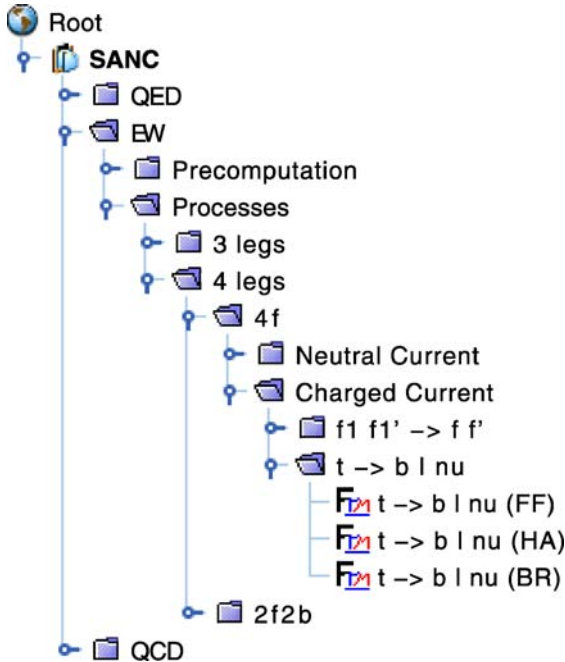 Root
SANC
QED
EW
Precomputation
Processes
3 legs
4 legs
4f
Neutral Current
Charged Current
f1 f1' -> f f'
t -> b l nu
t -> b l nu (FF)
t -> b l nu (HA)
t -> b l nu (BR)
2f2b
QCD